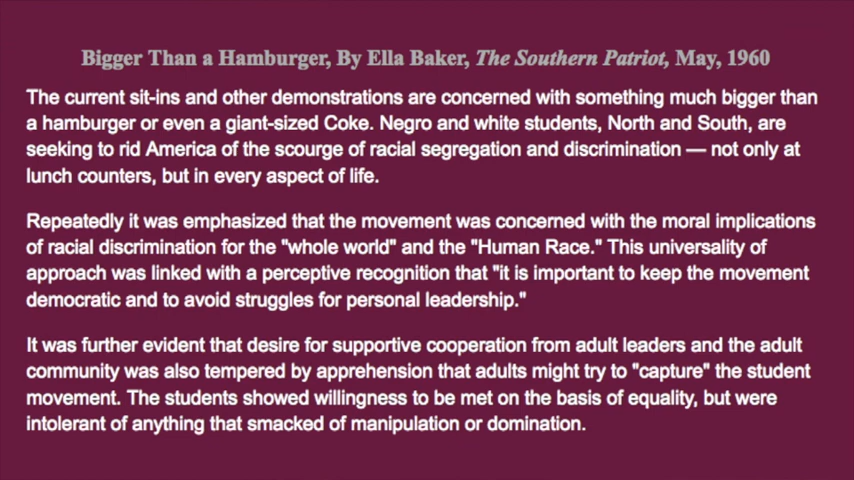 Bigger Than a Hamburger, By Ella Baker, The Southern Patriot, May, 1960
The current sit-ins and other demonstrations are concerned with something much bigger than
a hamburger or even a giant-sized Coke. Negro and white students, North and South, are
seeking to rid America of the scourge of racial segregation and discrimination — not only at
lunch counters, but in every aspect of life.
Repeatedly it was emphasized that the movement was concerned with the moral implications
of racial discrimination for the "whole world" and the "Human Race." This universality of
approach was linked with a perceptive recognition that "it is important to keep the movement
democratic and to avoid struggles for personal leadership."
It was further evident that desire for supportive cooperation from adult leaders and the adult
community was also tempered by apprehension that adults might try to "capture" the student
movement. The students showed willingness to be met on the basis of equality, but were
intolerant of anything that smacked of manipulation or domination.